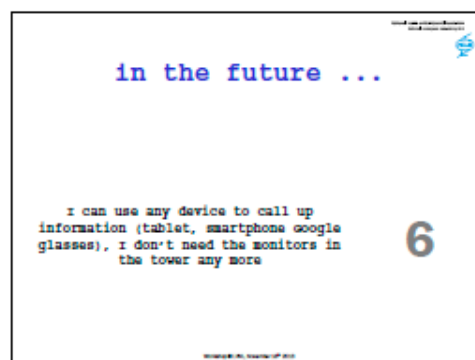 in the future ...
I can use any device to call up
information (tablet, smartphone Google
glasses), I don't need the monitors in
the tower any more
6